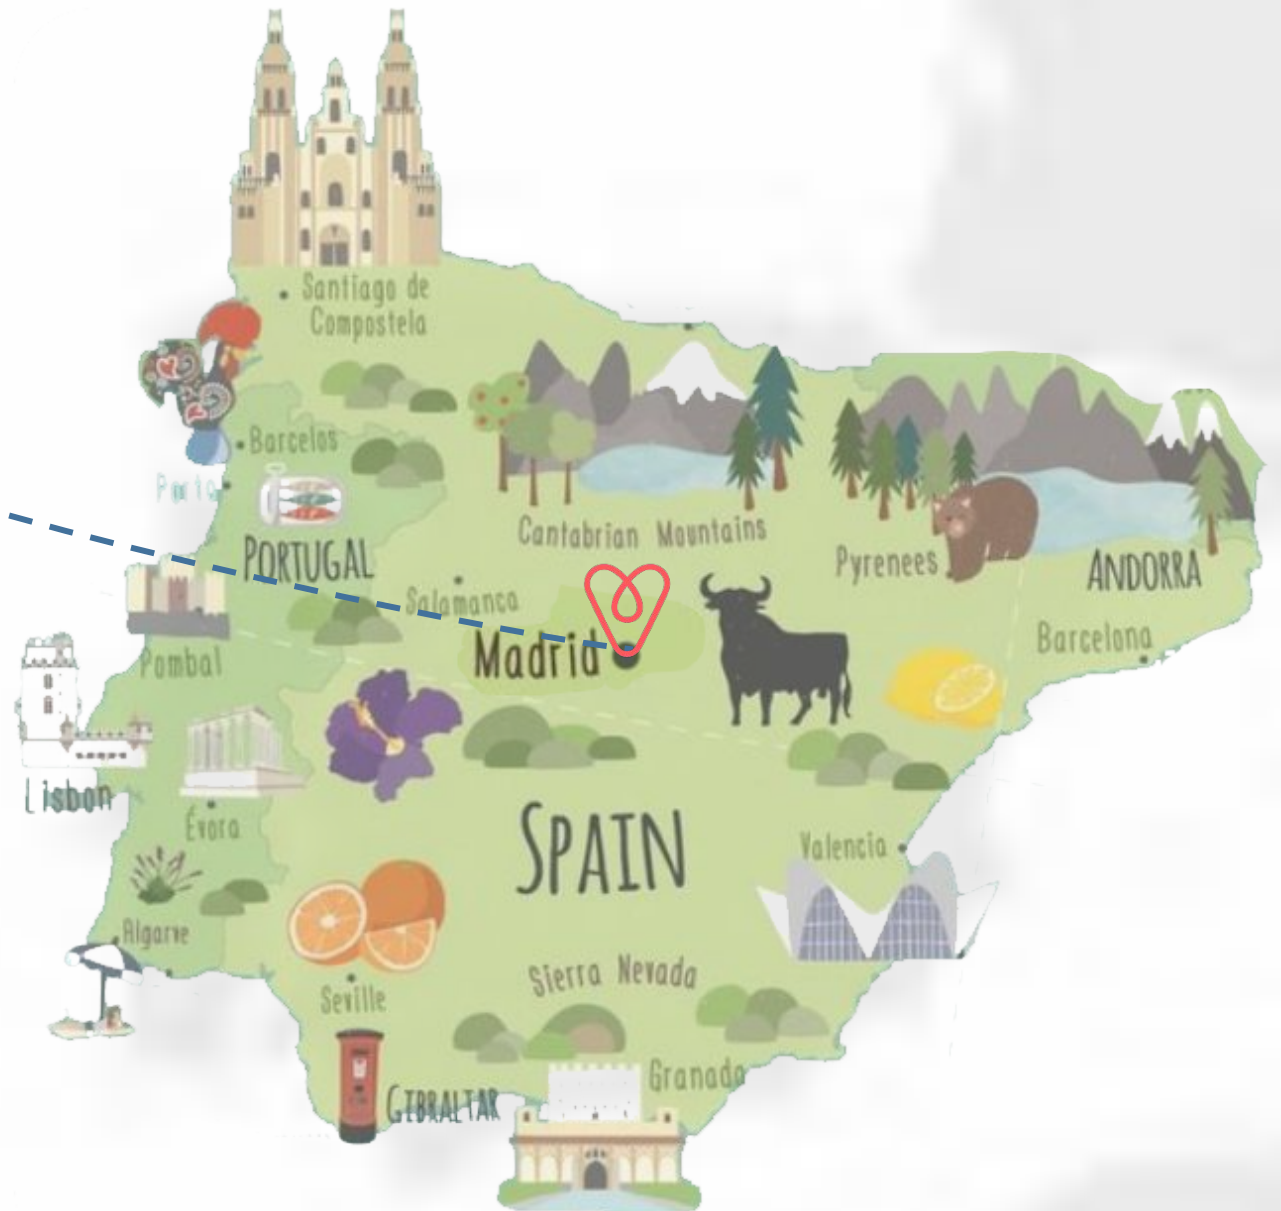 Santiago de
Compostela
Barcelos
Porto
Cantabrian Mountains
PORTUGAL
Pyrenees
ANDORRA
Salamanca
Madrid
Barcelona
Pombal
Lisbon
Évora
SPAIN
Valencia
Algarve
Sierra Nevada
Seville
Granada
GIBRALTAR